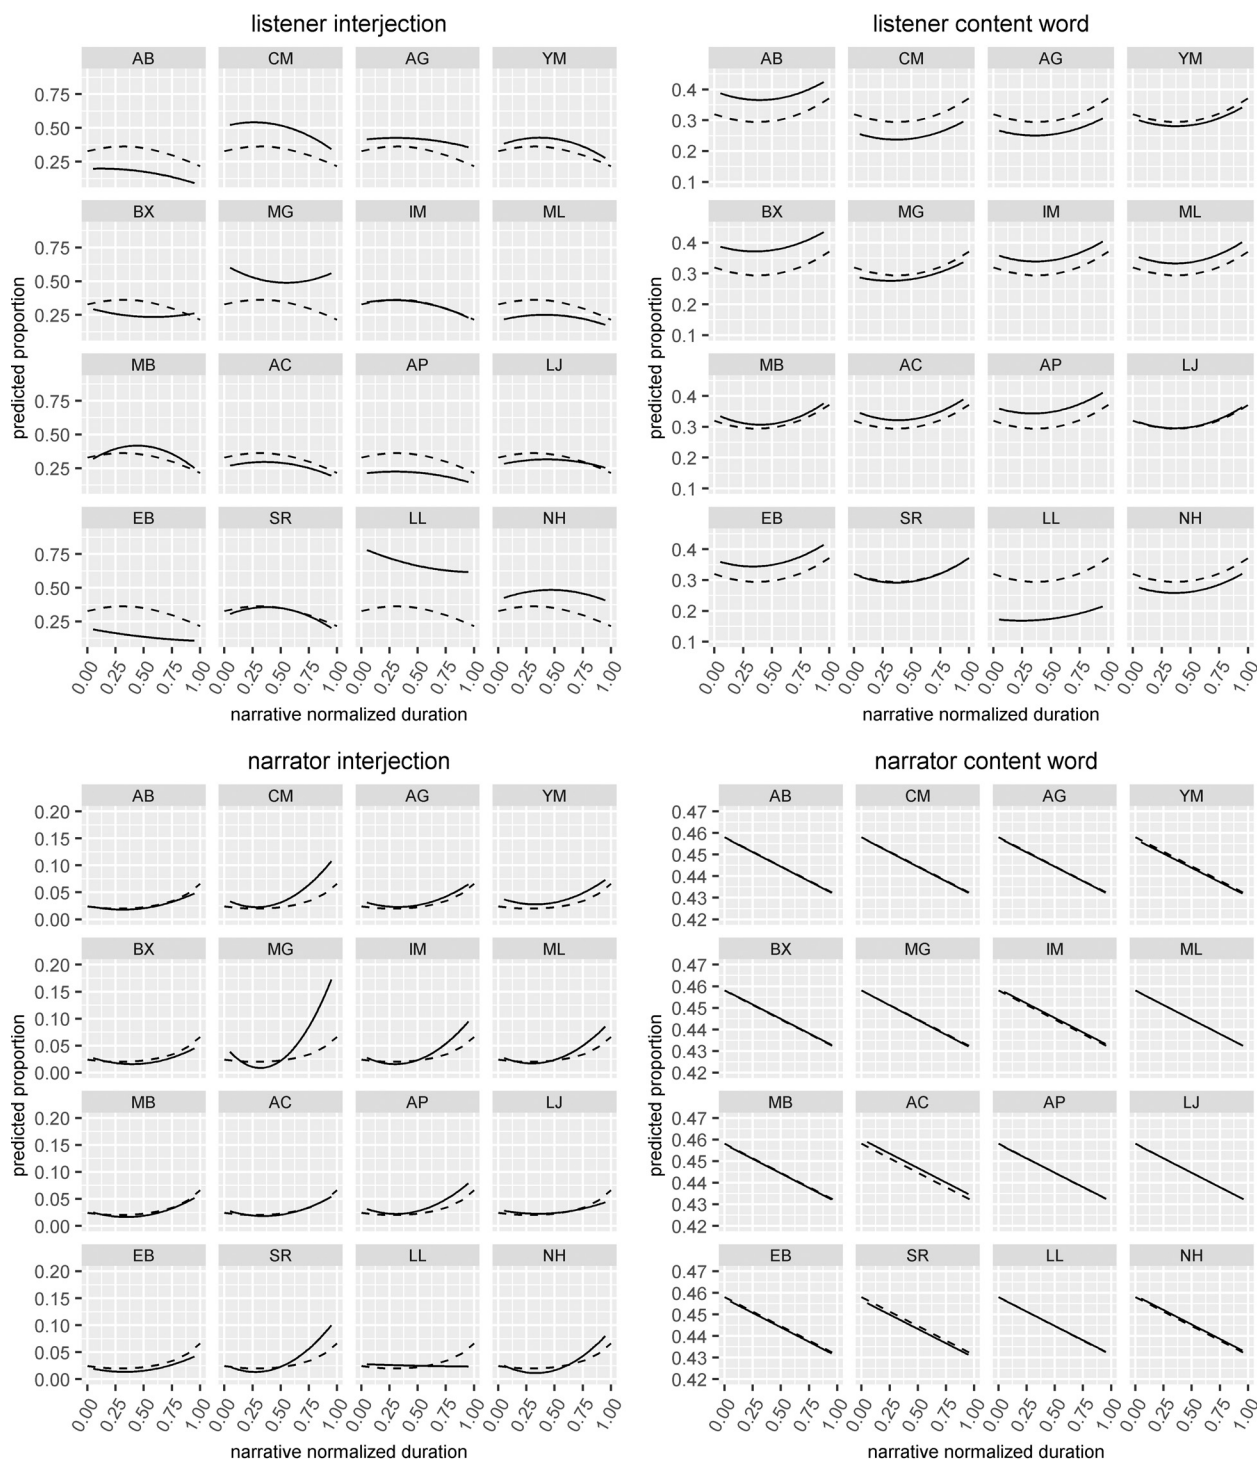 listener interjection
AB CM AG YM
0.75
0.50
0.25
BX MG IM ML
0.75
0.50
0.25
MB AC AP LJ
0.75
0.50
0.25
EB SR LL NH
0.75
0.50
0.25
0.00 0.25 0.50 0.75 1.00 0.00 0.25 0.50 0.75 1.00 0.00 0.25 0.50 0.75 1.00 0.00 0.25 0.50 0.75 1.00
predicted proportion
narrative normalized duration
listener content word
AB CM AG YM
0.4
0.3
0.2
0.1
BX MG IM ML
0.4
0.3
0.2
0.1
MB AC AP LJ
0.4
0.3
0.2
0.1
EB SR LL NH
0.4
0.3
0.2
0.1
0.00 0.25 0.50 0.75 1.00 0.00 0.25 0.50 0.75 1.00 0.00 0.25 0.50 0.75 1.00 0.00 0.25 0.50 0.75 1.00
predicted proportion
narrative normalized duration
narrator interjection
AB CM AG YM
0.20
0.15
0.10
0.05
0.00
BX MG IM ML
0.20
0.15
0.10
0.05
0.00
MB AC AP LJ
0.20
0.15
0.10
0.05
0.00
EB SR LL NH
0.20
0.15
0.10
0.05
0.00
0.00 0.25 0.50 0.75 1.00 0.00 0.25 0.50 0.75 1.00 0.00 0.25 0.50 0.75 1.00 0.00 0.25 0.50 0.75 1.00
predicted proportion
narrative normalized duration
narrator content word
AB CM AG YM
0.47
0.46
0.45
0.44
0.43
0.42
BX MG IM ML
0.47
0.46
0.45
0.44
0.43
0.42
MB AC AP LJ
0.47
0.46
0.45
0.44
0.43
0.42
EB SR LL NH
0.47
0.46
0.45
0.44
0.43
0.42
0.00 0.25 0.50 0.75 1.00 0.00 0.25 0.50 0.75 1.00 0.00 0.25 0.50 0.75 1.00 0.00 0.25 0.50 0.75 1.00
predicted proportion
narrative normalized duration